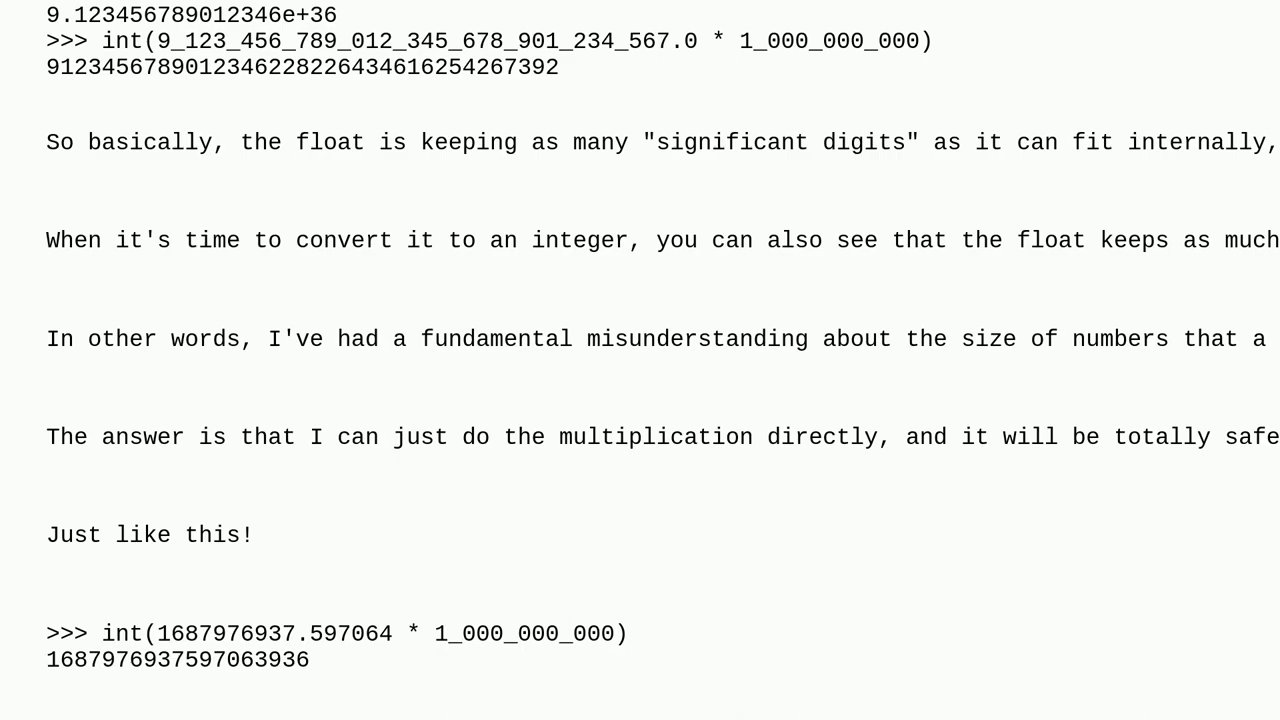 9.123456789012346e+36
>>> int(9_123_456_789_012_345_678_901_234_567.0 * 1_000_000_000)
9123456789012346228226434616254267392
So basically, the float is keeping as many "significant digits" as it can fit internally,
When it's time to convert it to an integer, you can also see that the float keeps as much
In other words, I've had a fundamental misunderstanding about the size of numbers that a
The answer is that I can just do the multiplication directly, and it will be totally safe
Just like this!
>>> int(1687976937.597064 * 1_000_000_000)
1687976937597063936